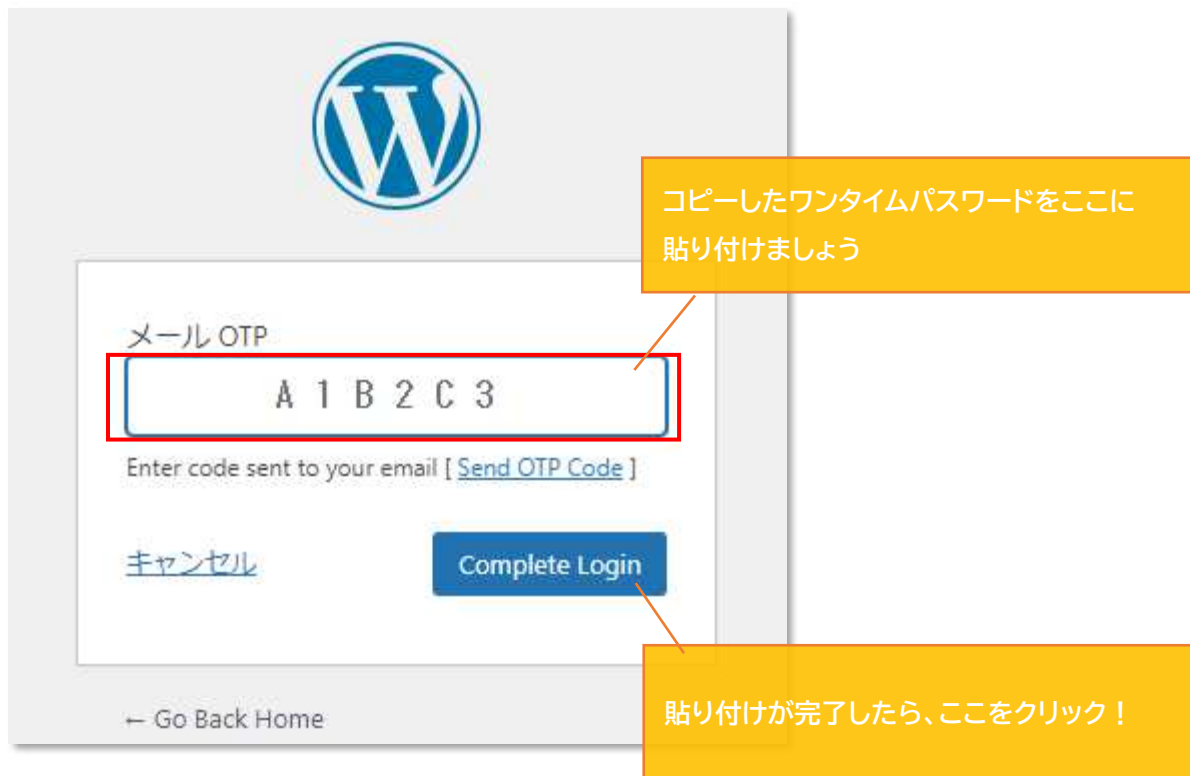 コピーしたワンタイムパスワードをここに
貼り付けましょう
メール OTP
A 1 B 2 C 3
Enter code sent to your email [ Send OTP Code ]
キャンセル
Complete Login
← Go Back Home
貼り付けが完了したら、ここをクリック！